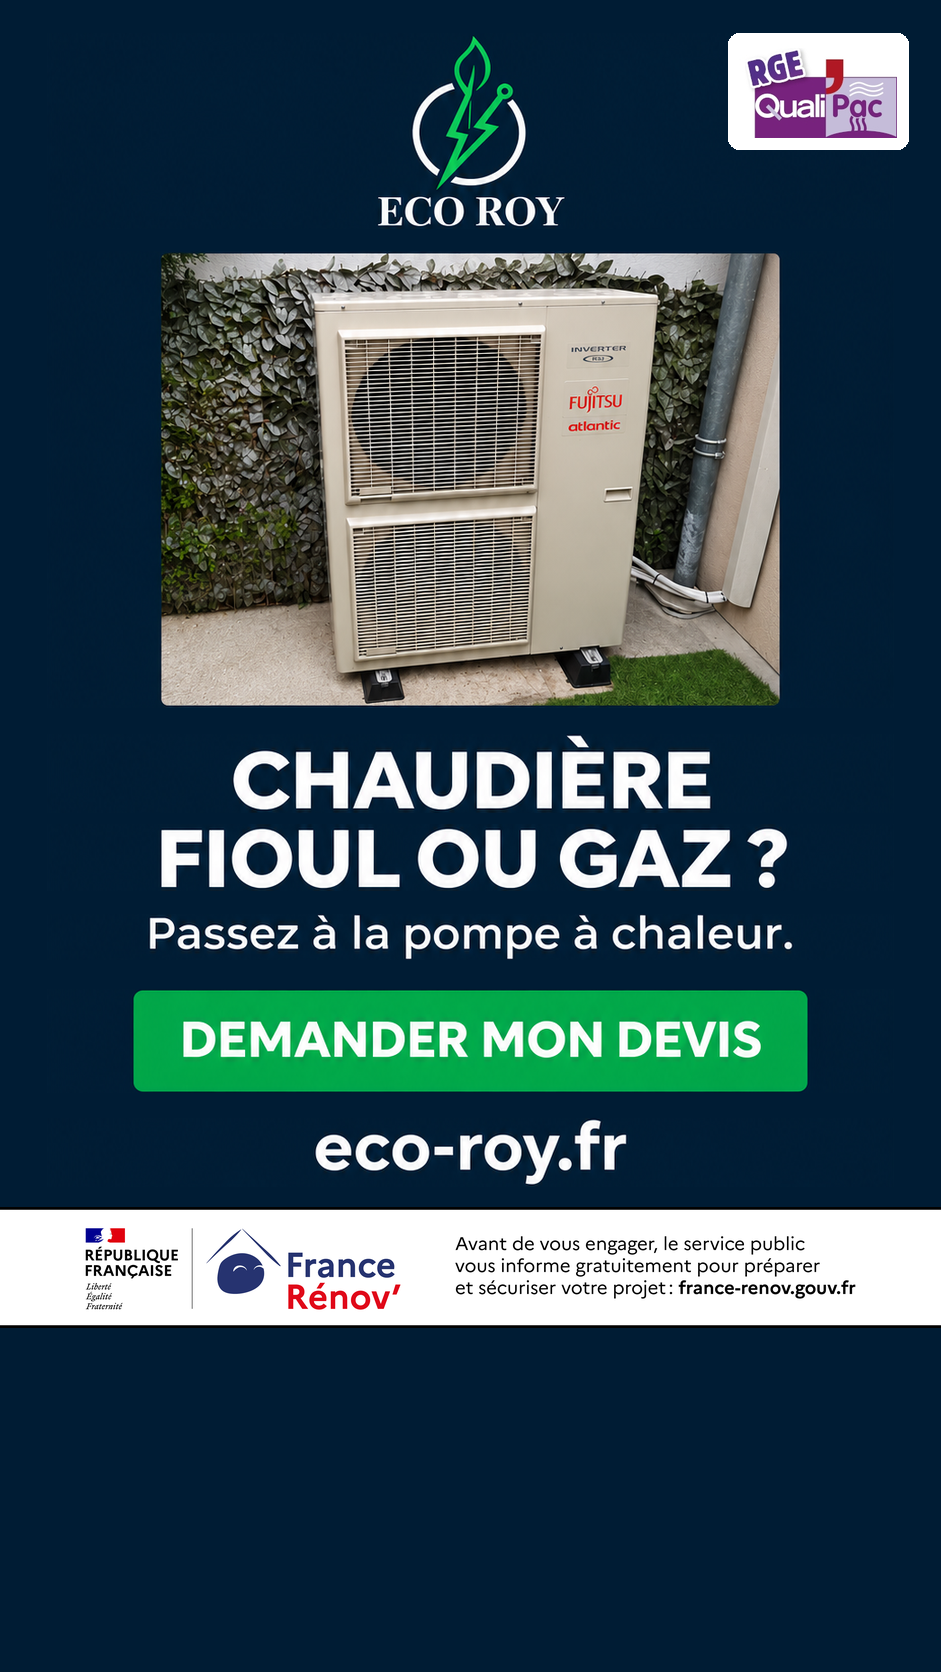 ECO ROY
RGE
QualiPac
INVERTER
FUJITSU
atlantic
CHAUDIÈRE
FIOUL OU GAZ ?
Passez à la pompe à chaleur.
DEMANDER MON DEVIS
eco-roy.fr
RÉPUBLIQUE
FRANÇAISE
Liberté
Égalité
Fraternité
France
Rénov’
Avant de vous engager, le service public
vous informe gratuitement pour préparer
et sécuriser votre projet : france-renov.gouv.fr